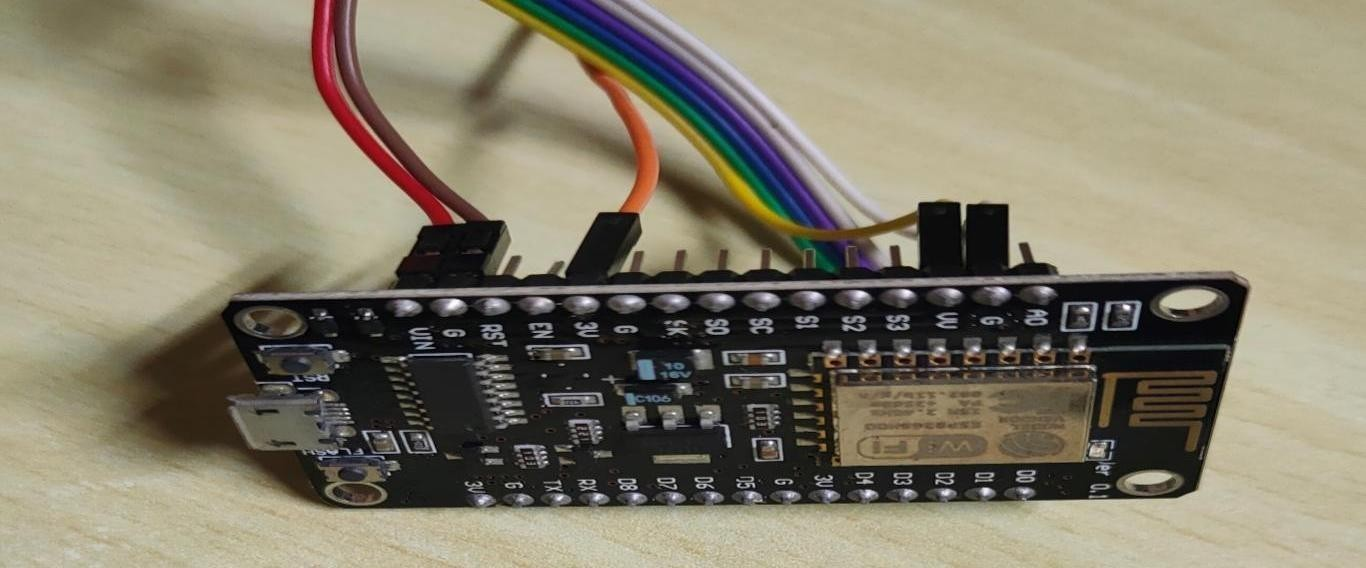 VIN G RST EN 3V G SK SO SC S1 S2 S3 VV G A0
RST
FLASH
10
16V
C106
WiFi
3V G TX RX D8 D7 D6 D5 G 3V D4 D3 D2 D1 D0